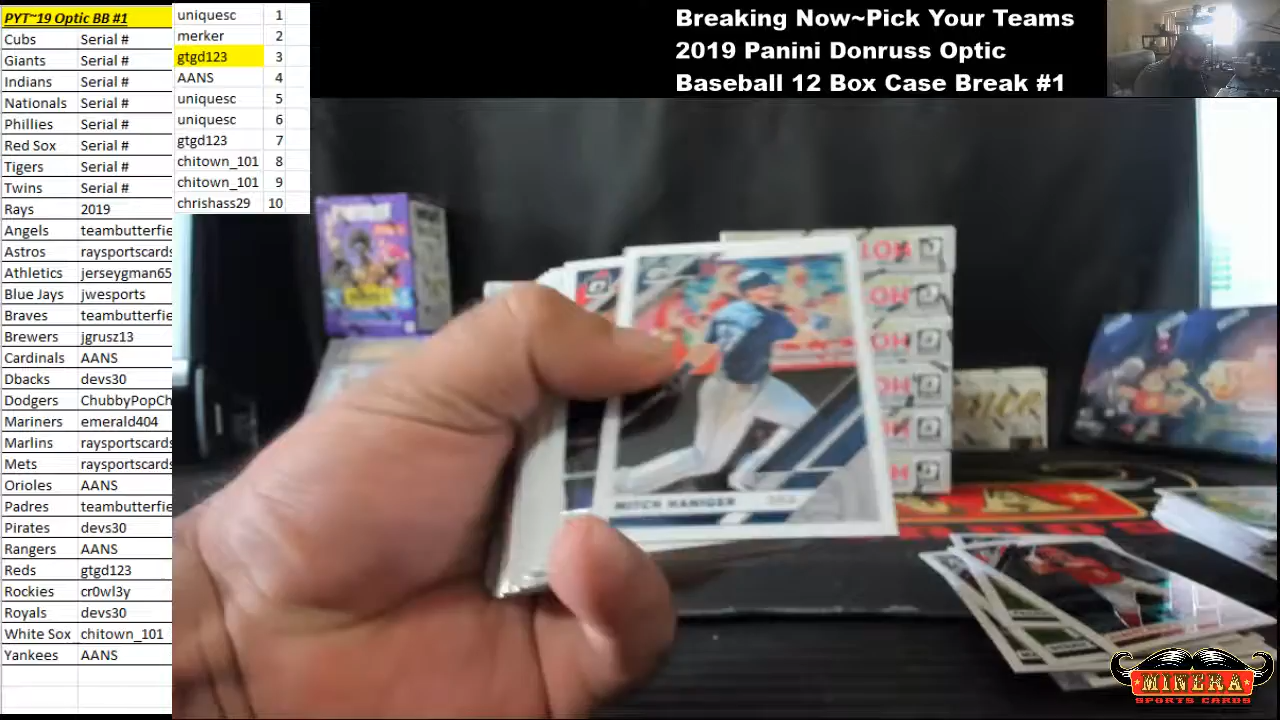 PYT~19 Optic BB #1
Cubs Serial #
Giants Serial #
Indians Serial #
Nationals Serial #
Phillies Serial #
Red Sox Serial #
Tigers Serial #
Twins Serial #
Rays 2019
Angels teambutterfie
Astros raysportscards
Athletics jerseygman65
Blue Jays jwesports
Braves teambutterfie
Brewers jgrusz13
Cardinals AANS
Dbacks devs30
Dodgers ChubbyPopCh
Mariners emerald404
Marlins raysportscards
Mets raysportscards
Orioles AANS
Padres teambutterfie
Pirates devs30
Rangers AANS
Reds gtgd123
Rockies cr0wl3y
Royals devs30
White Sox chitown_101
Yankees AANS
uniquesc 1
merker 2
gtgd123 3
AANS 4
uniquesc 5
uniquesc 6
gtgd123 7
chitown_101 8
chitown_101 9
chrishass29 10
Breaking Now~Pick Your Teams
2019 Panini Donruss Optic
Baseball 12 Box Case Break #1
MITCH HANIGER
MINERA
SPORTS CARDS